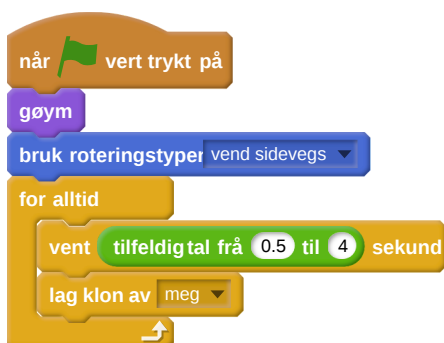 når vert trykt på
gøym
bruk roteringstypen vend sidevegs
for alltid
vent tilfeldig tal frå 0.5 til 4 sekund
lag klon av meg